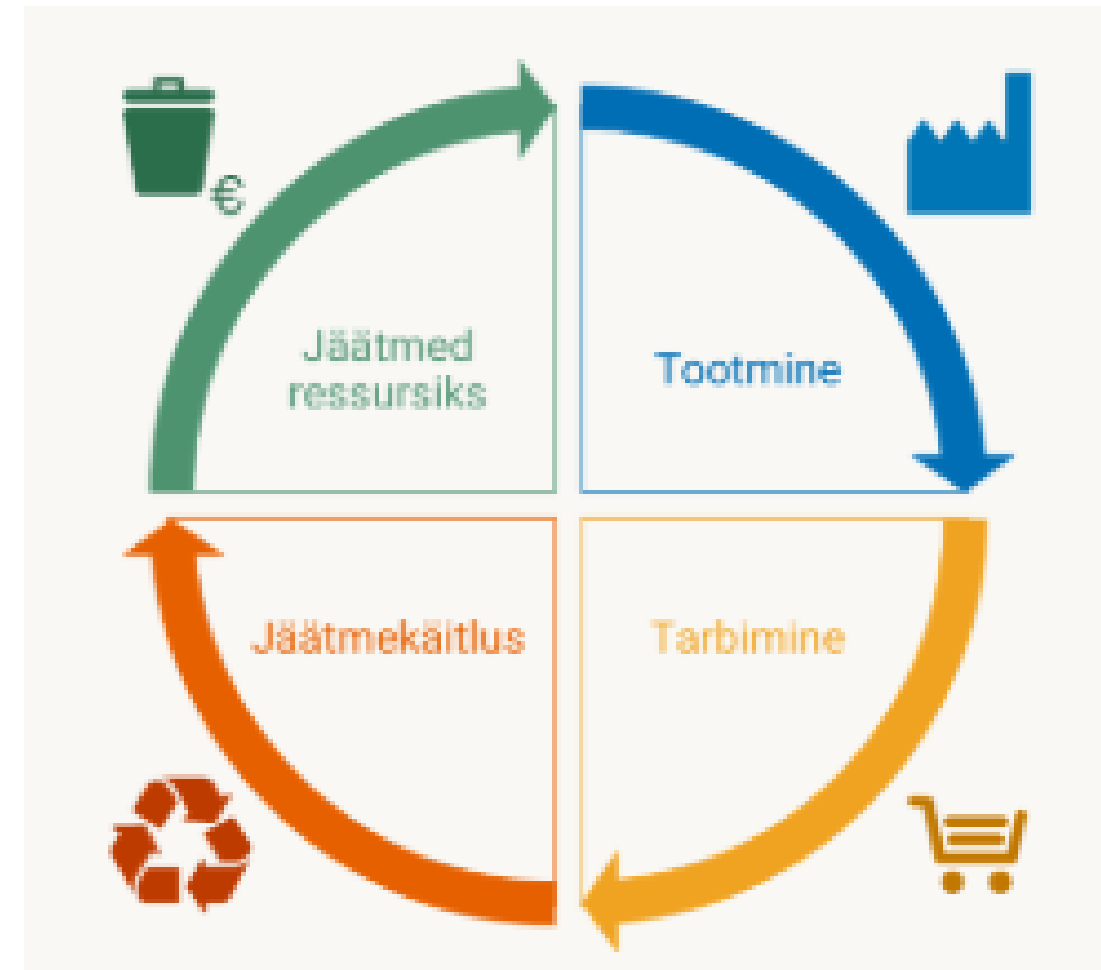 €
Jäätmed
ressursiks
Tootmine
Jäätmekäitlus
Tarbimine